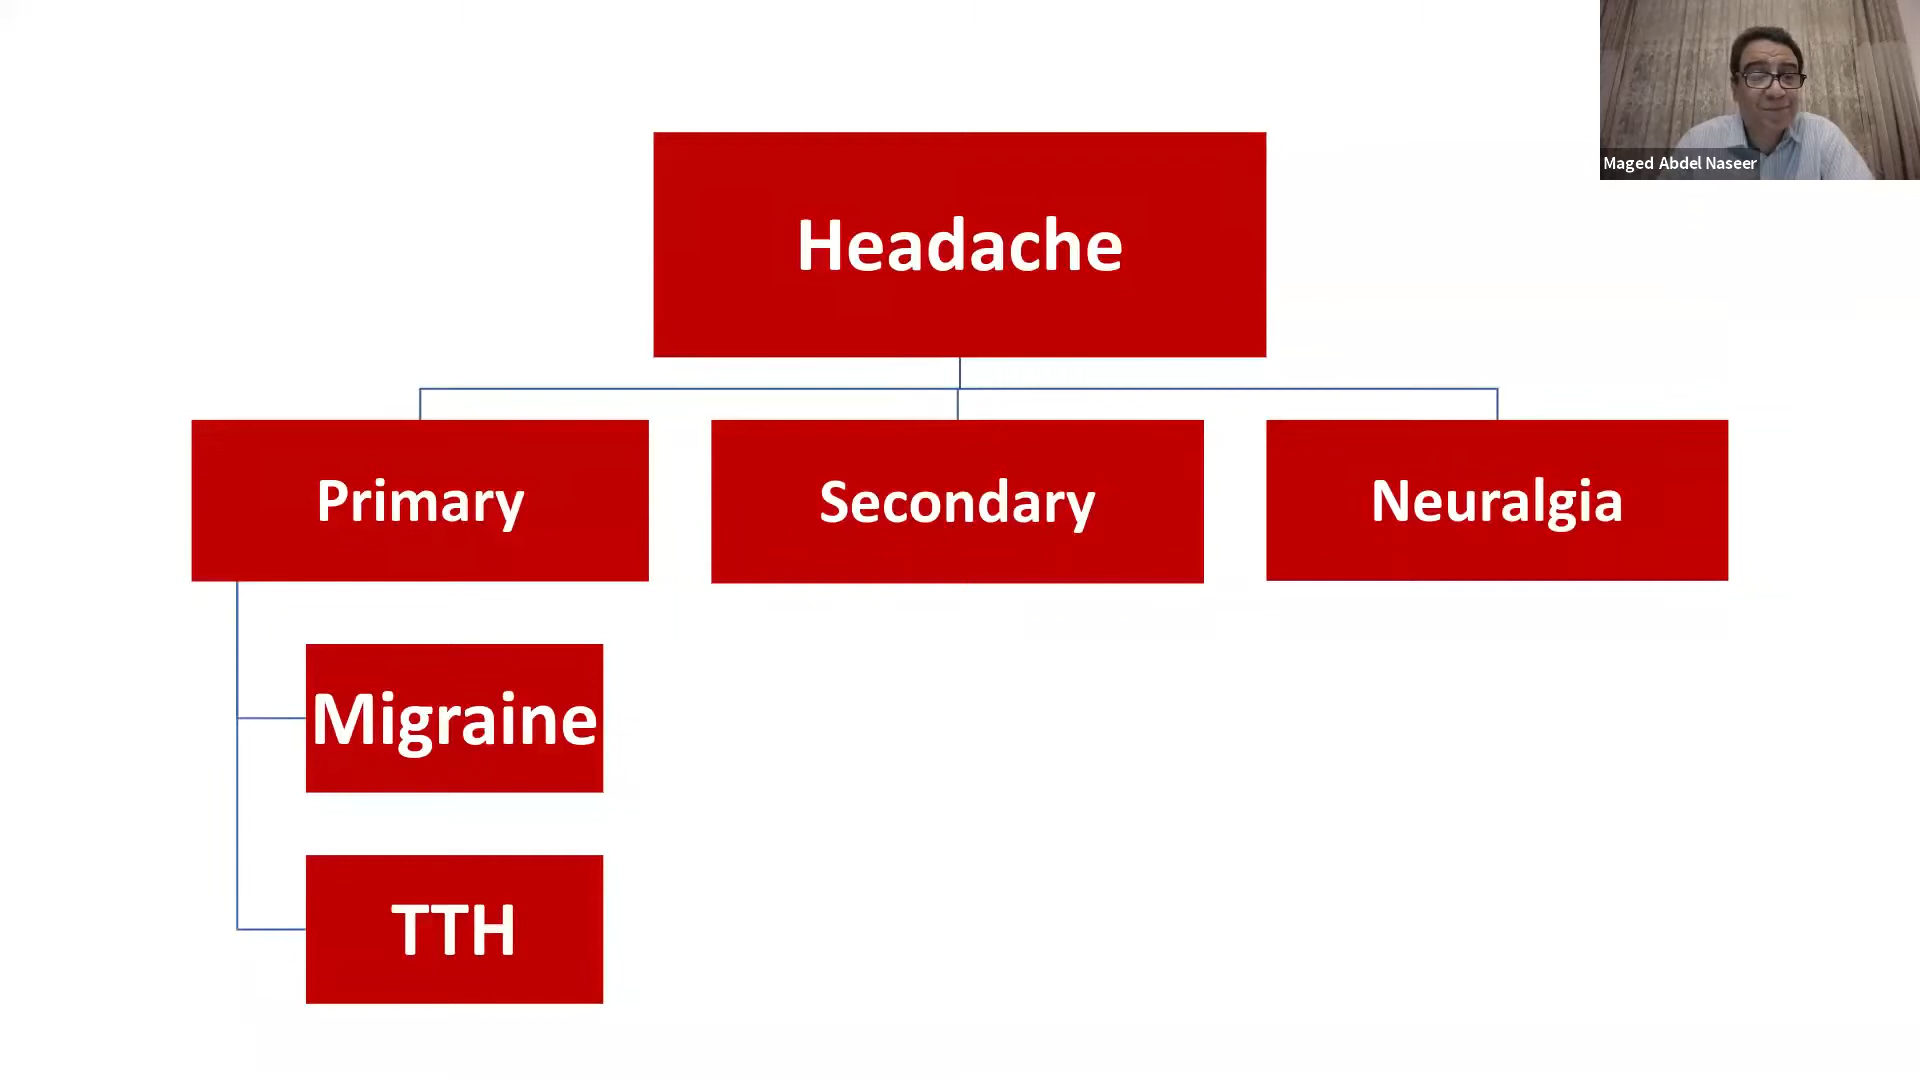 Maged Abdel Naseer
Headache
Primary
Secondary
Neuralgia
Migraine
TTH